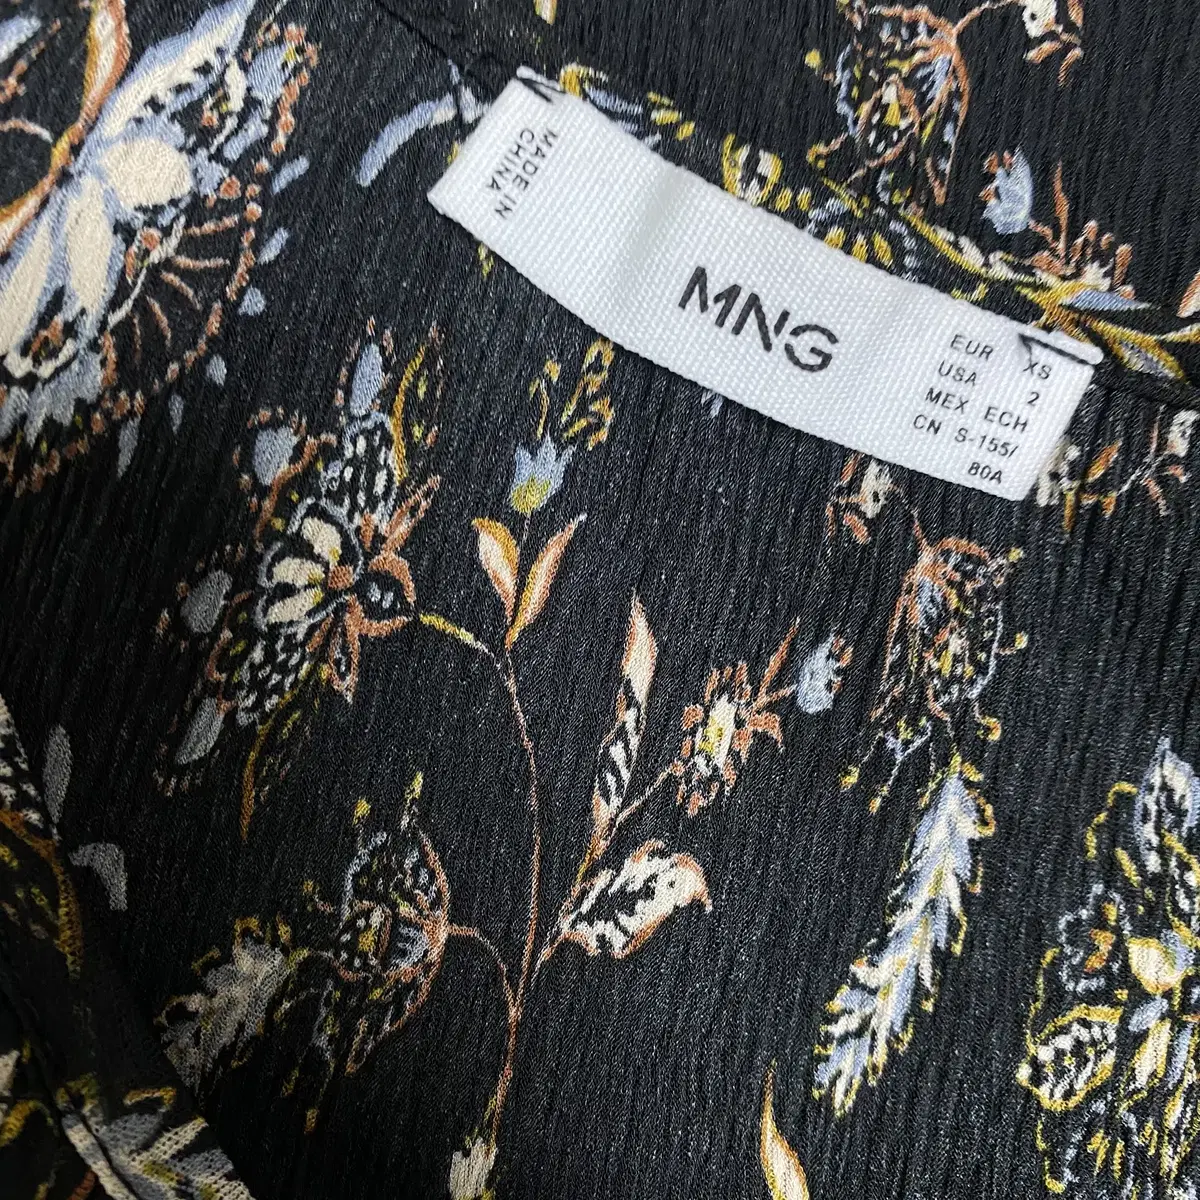 MADE IN
CHINA
MNG
EUR XS
USA 2
MEX ECH
CN S-155/
80A